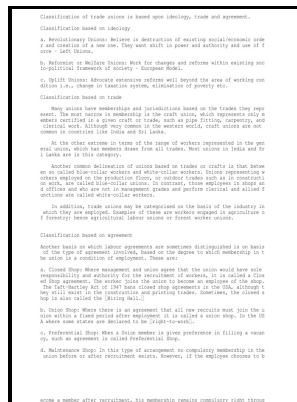 Classification of trade unions is based upon ideology, trade and agreement.
Classification based on ideology
a. Revolutionary Unions: Believe in destruction of existing social/economic orde
r and creation of a new one. They want shift in power and authority and use of f
orce - Left Unions.
b. Reformist or Welfare Unions: Work for changes and reforms within existing soc
io-political framework of society - European Model.
c. Uplift Unions: Advocate extensive reforms well beyond the area of working con
dition i.e., change in taxation system, elimination of poverty etc.
Classification based on trade
Many unions have memberships and jurisdictions based on the trades they repr
esent. The most narrow in membership is the craft union, which represents only m
embers certified in a given craft or trade, such as pipe fitting, carpentry, and
clerical work. Although very common in the western world, craft unions are not
common in countries like India and Sri Lanka.
At the other extreme in terms of the range of workers represented in the gen
eral union, which has members drawn from all trades. Most unions in India and Sr
i Lanka are in this category.
Another common delineation of unions based on trades or crafts is that betwe
en so called blue-collar workers and white-collar workers. Unions representing w
orkers employed on the production floor, or outdoor trades such as in constructi
on work, are called blue-collar unions. In contrast, those employees in shops an
d offices and who are not in management grades and perform clerical and allied f
unctions are called white-collar workers.
In addition, trade unions may be categorised on the basis of the industry in
which they are employed. Examples of these are workers engaged in agriculture o
r forestry: hence agricultural labour unions or forest worker unions.
Classification based on agreement
Another basis on which labour agreements are sometimes distinguished is on basis
of the type of agreement involved, based on the degree to which membership in t
he union is a condition of employment. These are:
a. Closed Shop: Where management and union agree that the union would have sole
responsibility and authority for the recruitment of workers, it is called a Clos
ed Shop agreement. The worker joins the union to become an employee of the shop.
The Taft-Hartley Act of 1947 bans closed shop agreements in the USA, although t
hey still exist in the construction and printing trades. Sometimes, the closed s
hop is also called the Hiring Hall.
b. Union Shop: Where there is an agreement that all new recruits must join the u
nion within a fixed period after employment it is called a union shop. In the US
A where some states are declared to be right-to-work.
c. Preferential Shop: When a Union member is given preference in filling a vacan
cy, such an agreement is called Preferential Shop.
d. Maintenance Shop: In this type of arrangement no compulsory membership in the
union before or after recruitment exists. However, if the employee chooses to b
ecome a member after recruitment, his membership remains compulsory right throu